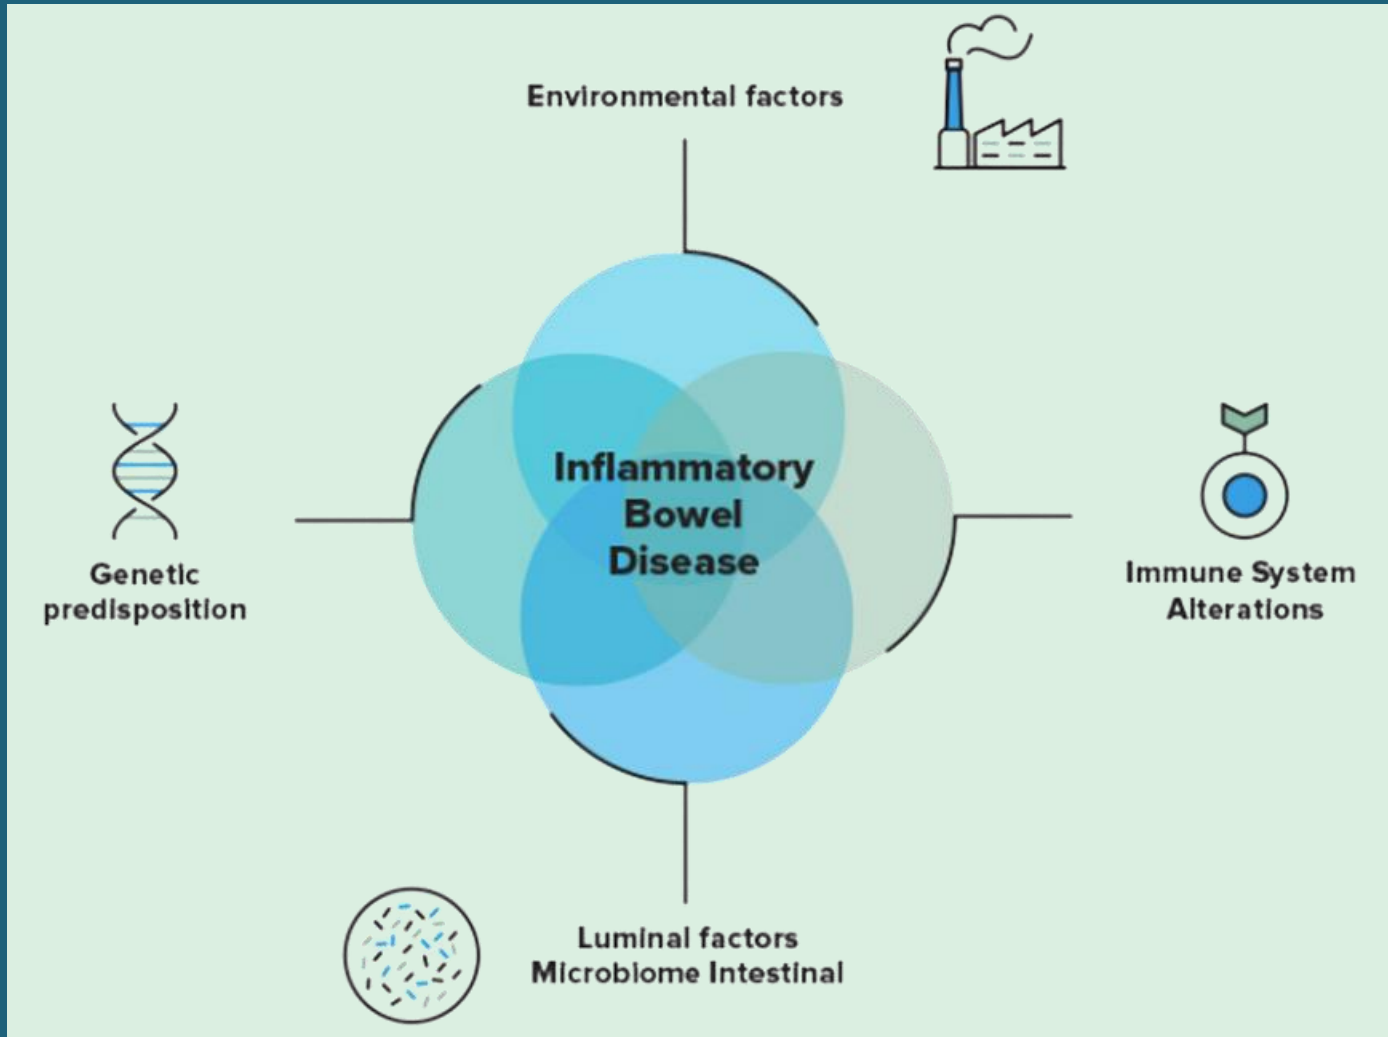 Environmental factors
Inflammatory
Bowel
Disease
Genetic
predisposition
Immune System
Alterations
Luminal factors
Microbiome Intestinal